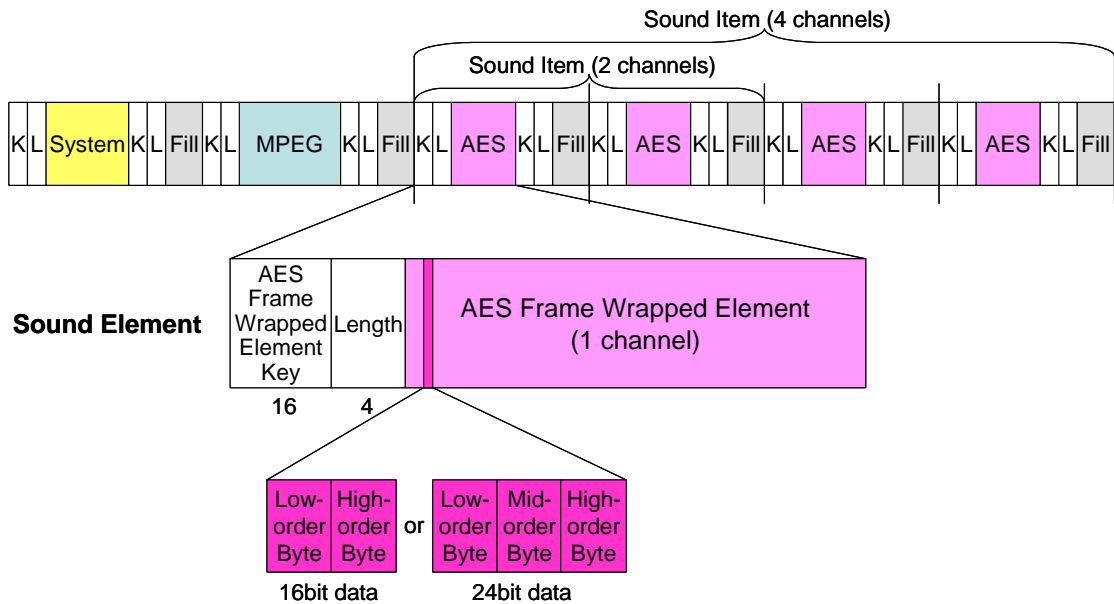 Sound Item (4 channels)
Sound Item (2 channels)
K L System K L Fill K L MPEG K L Fill K L AES K L Fill K L AES K L Fill K L AES K L Fill K L AES K L Fill
Sound Element
AES
Frame
Wrapped
Element
Key
Length
AES Frame Wrapped Element
(1 channel)
16
4
Low-
order
Byte
High-
order
Byte
or
Low-
order
Byte
Mid-
order
Byte
High-
order
Byte
16bit data
24bit data